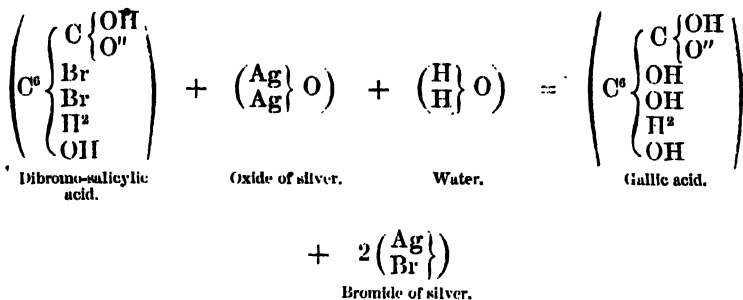 (C⁶ { C { OH O″ Br Br H² OH ) + ( Ag Ag } O ) + ( H H } O ) = ( C⁶ { C { OH O″ OH OH H² OH )
Dibromo-salicylic acid. Oxide of silver. Water. Gallic acid.
+ 2 ( Ag Br } )
Bromide of silver.